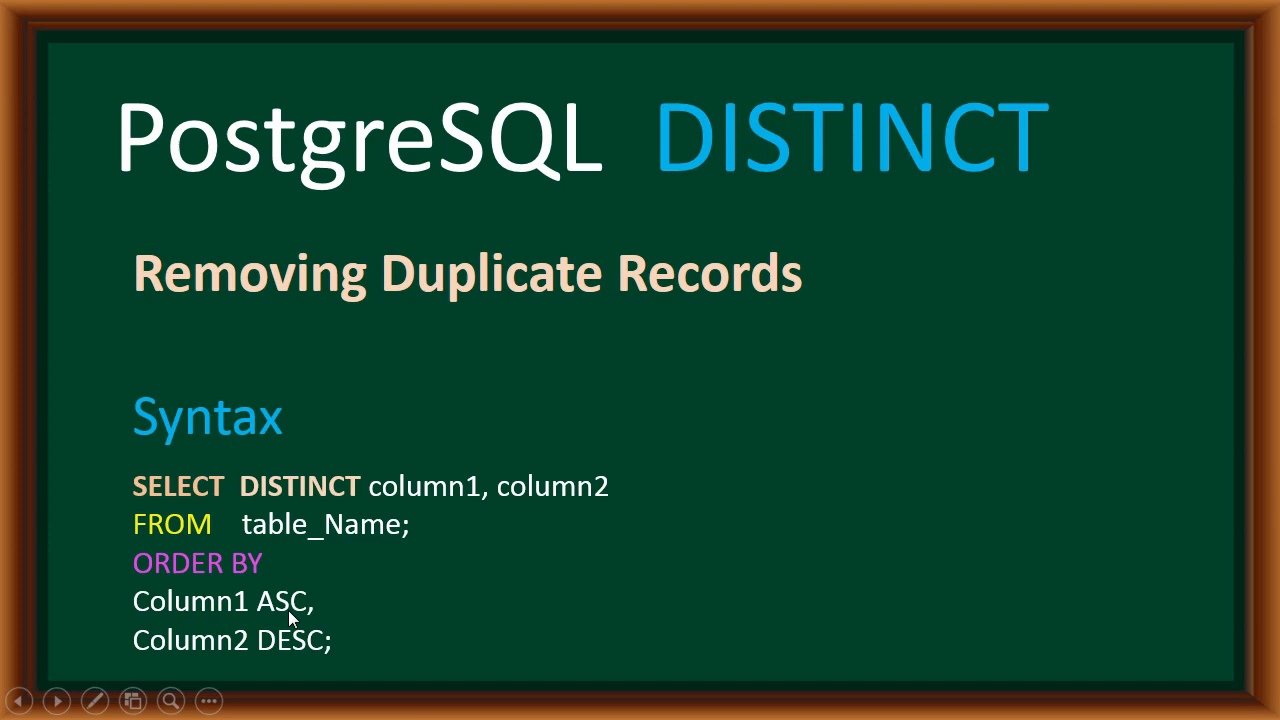 PostgreSQL DISTINCT
Removing Duplicate Records
Syntax
SELECT DISTINCT column1, column2
FROM table_Name;
ORDER BY
Column1 ASC,
Column2 DESC;